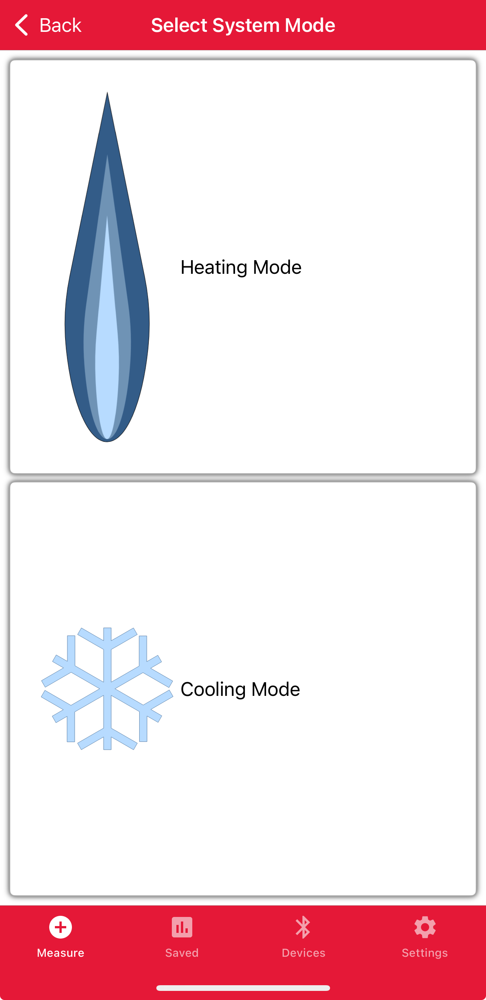 Back
Select System Mode
Heating Mode
Cooling Mode
Measure
Saved
Devices
Settings